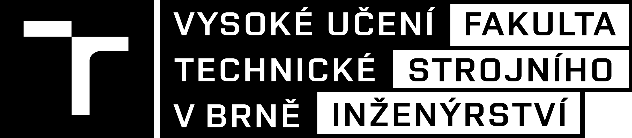 VYSOKÉ UČENÍ FAKULTA
TECHNICKÉ STROJNÍHO
V BRNĚ INŽENÝRSTVÍ